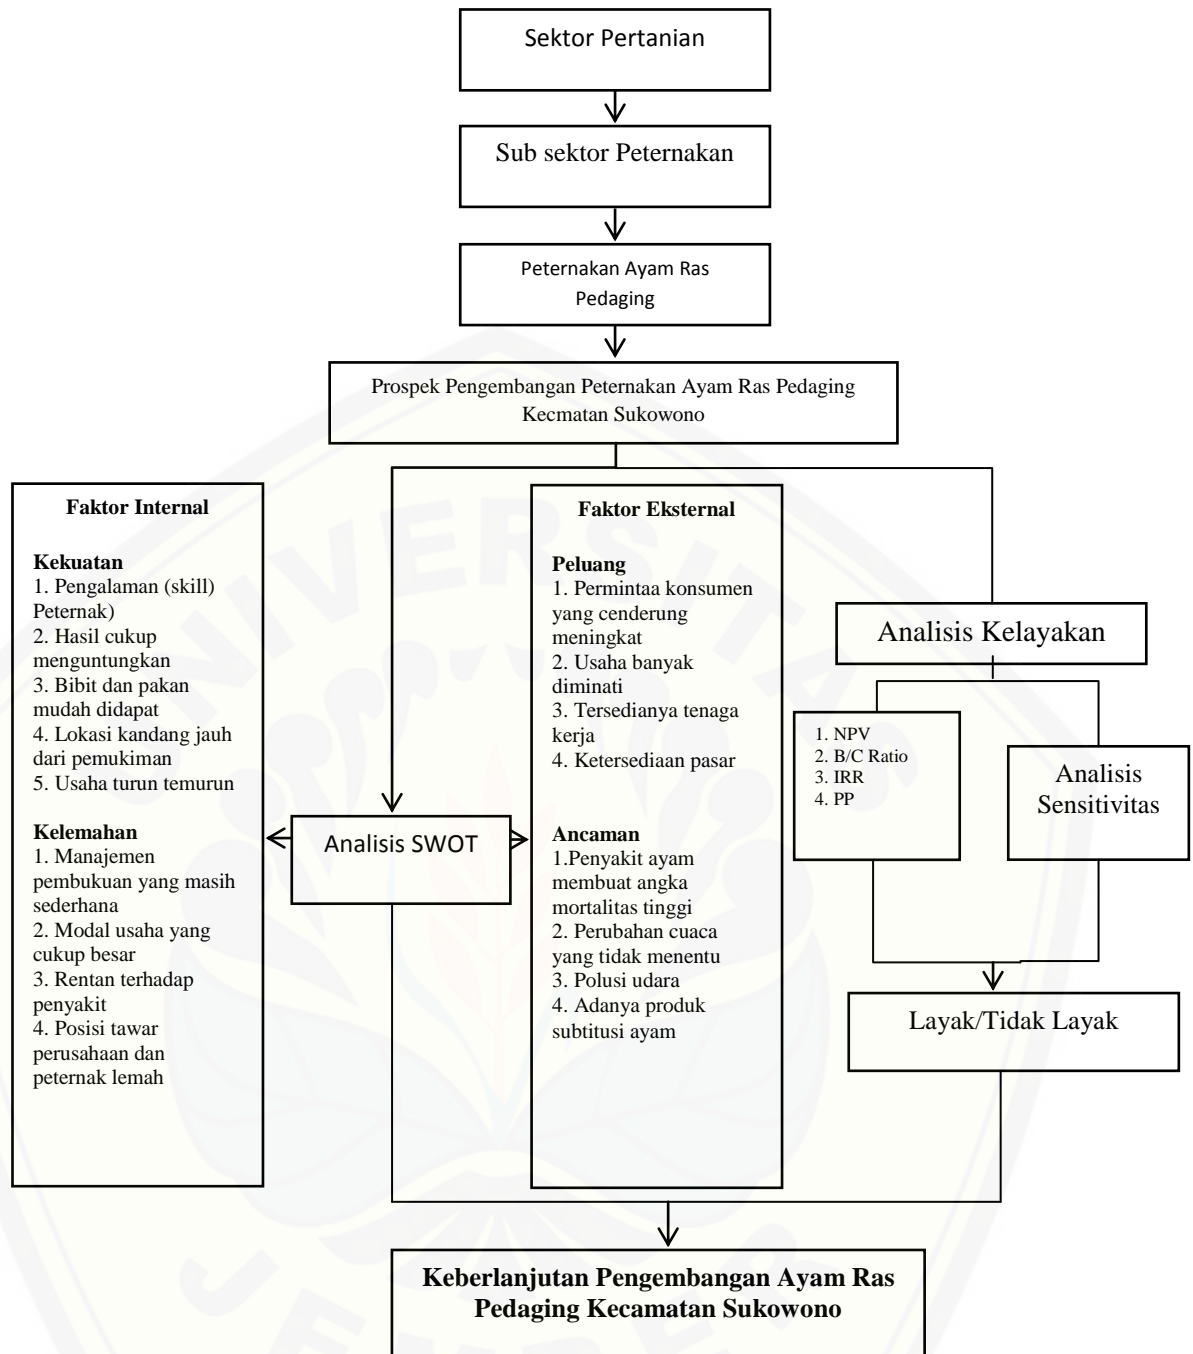 Sektor Pertanian
Sub sektor Peternakan
Peternakan Ayam Ras
Pedaging
Prospek Pengembangan Peternakan Ayam Ras Pedaging
Kecmatan Sukowono
Faktor Internal
Kekuatan
1. Pengalaman (skill)
Peternak)
2. Hasil cukup
menguntungkan
3. Bibit dan pakan
mudah didapat
4. Lokasi kandang jauh
dari pemukiman
5. Usaha turun temurun
Kelemahan
1. Manajemen
pembukuan yang masih
sederhana
2. Modal usaha yang
cukup besar
3. Rentan terhadap
penyakit
4. Posisi tawar
perusahaan dan
peternak lemah
Analisis SWOT
Faktor Eksternal
Peluang
1. Permintaa konsumen
yang cenderung
meningkat
2. Usaha banyak
diminati
3. Tersedianya tenaga
kerja
4. Ketersediaan pasar
Ancaman
1.Penyakit ayam
membuat angka
mortalitas tinggi
2. Perubahan cuaca
yang tidak menentu
3. Polusi udara
4. Adanya produk
subtitusi ayam
Analisis Kelayakan
1. NPV
2. B/C Ratio
3. IRR
4. PP
Analisis
Sensitivitas
Layak/Tidak Layak
Keberlanjutan Pengembangan Ayam Ras
Pedaging Kecamatan Sukowono
UNIVERSITAS
JEMBER